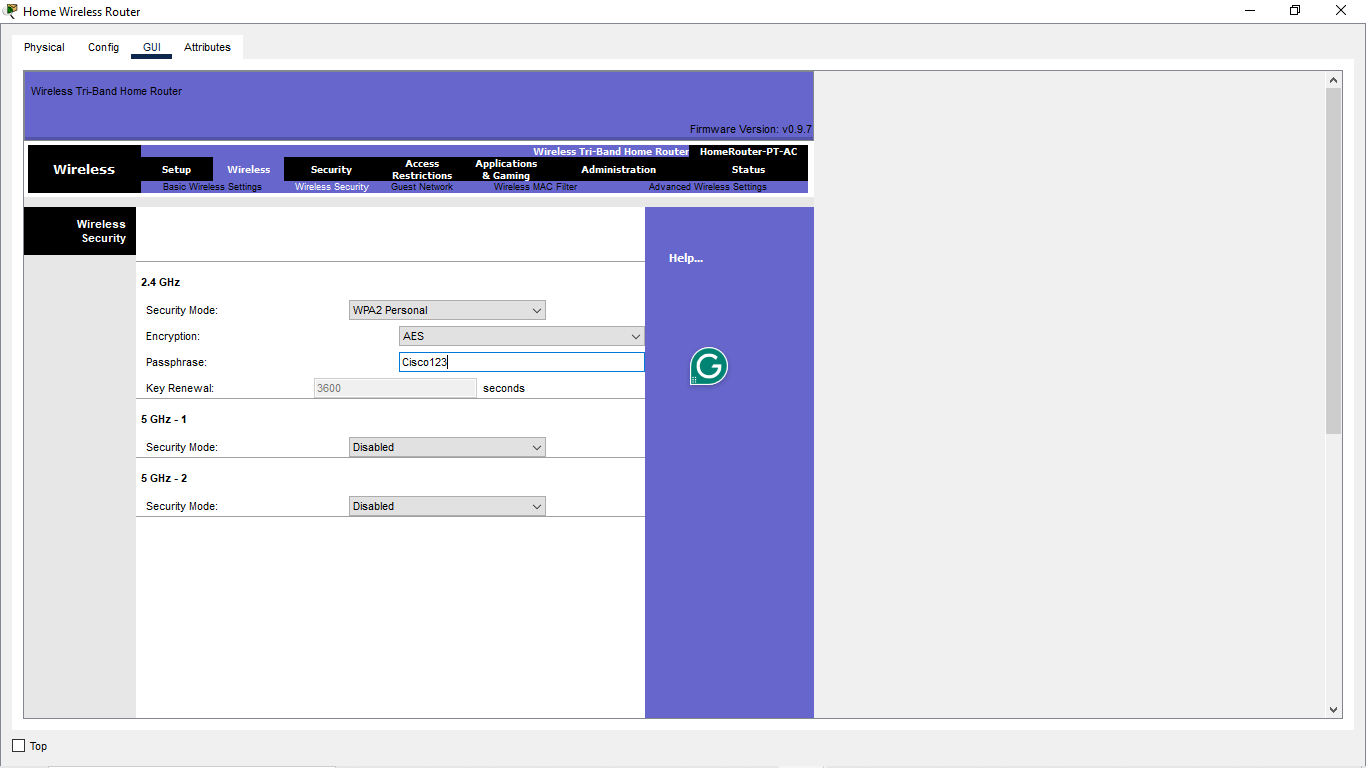 Home Wireless Router
Physical Config GUI Attributes
Wireless Tri-Band Home Router
Firmware Version: v0.9.7
Wireless Tri-Band Home Router HomeRouter-PT-AC
Wireless
Setup Wireless Security Access Restrictions Applications & Gaming Administration Status
Basic Wireless Settings Wireless Security Guest Network Wireless MAC Filter Advanced Wireless Settings
Wireless
Security
Help...
2.4 GHz
Security Mode: WPA2 Personal
Encryption: AES
Passphrase: Cisco123
Key Renewal: 3600 seconds
5 GHz - 1
Security Mode: Disabled
5 GHz - 2
Security Mode: Disabled
G
Top